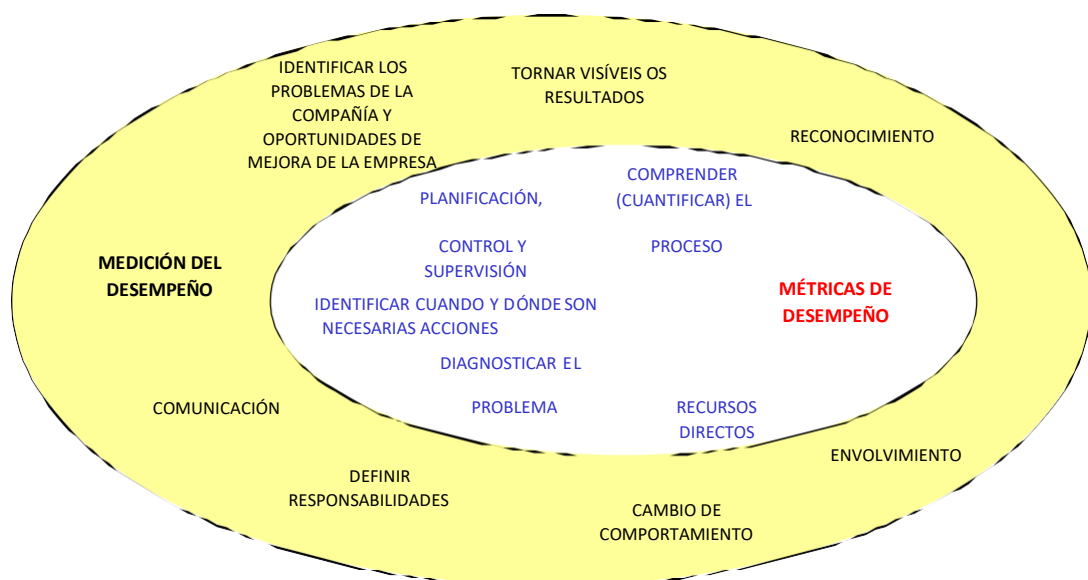 IDENTIFICAR LOS
PROBLEMAS DE LA
COMPAÑÍA Y
OPORTUNIDADES DE
MEJORA DE LA EMPRESA
TORNAR VISÍVEIS OS
RESULTADOS
RECONOCIMIENTO
PLANIFICACIÓN,
COMPRENDER
(CUANTIFICAR) EL
CONTROL Y
SUPERVISIÓN
PROCESO
MEDICIÓN DEL
DESEMPEÑO
IDENTIFICAR CUANDO Y DÓNDE SON
NECESARIAS ACCIONES
MÉTRICAS DE
DESEMPEÑO
DIAGNOSTICAR EL
PROBLEMA
RECURSOS
DIRECTOS
COMUNICACIÓN
ENVOLVIMIENTO
DEFINIR
RESPONSABILIDADES
CAMBIO DE
COMPORTAMIENTO